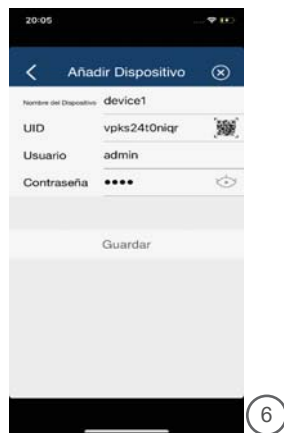 20:05
Añadir Dispositivo
Nombre del Dispositivo device1
UID vpks24t0niqr
Usuario admin
Contraseña ••••
Guardar
6